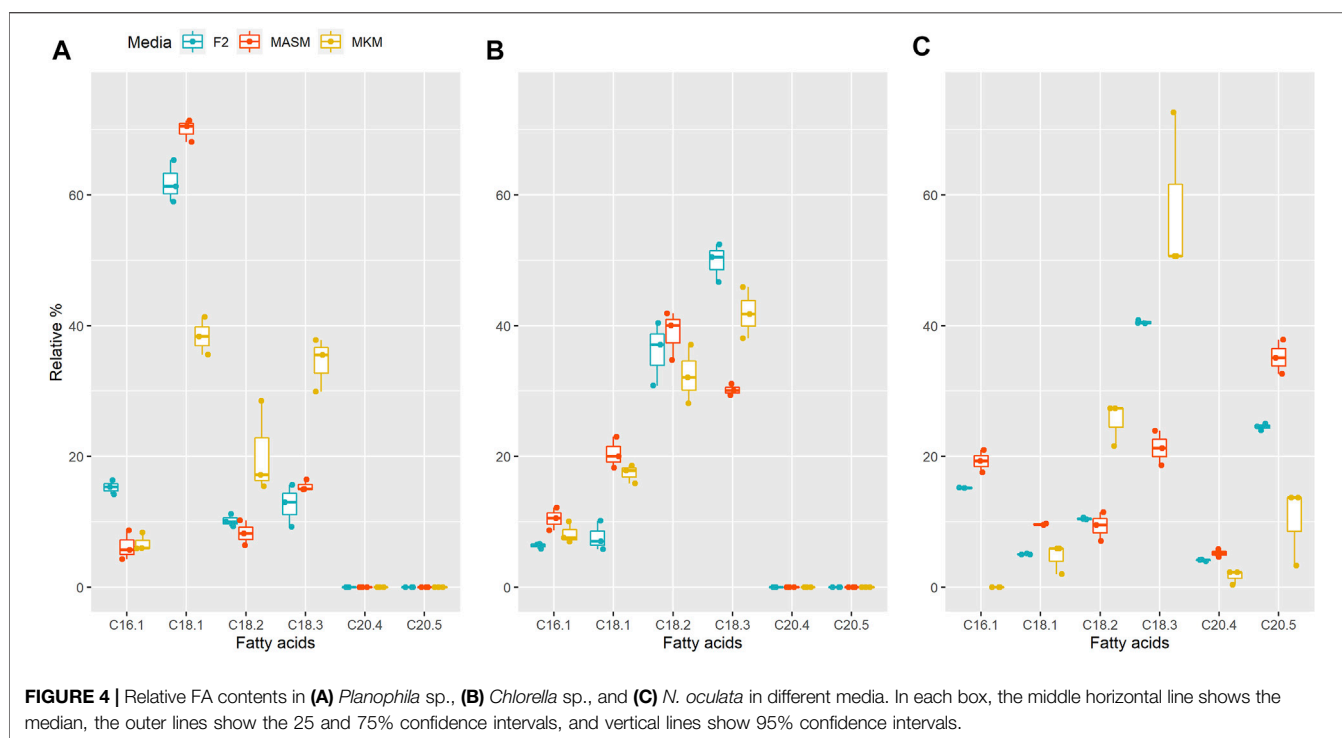 A Media F2 MASM MKM B C
60
40
20
0
Relative %
C16.1 C18.1 C18.2 C18.3 C20.4 C20.5
Fatty acids
60
40
20
0
C16.1 C18.1 C18.2 C18.3 C20.4 C20.5
Fatty acids
60
40
20
0
C16.1 C18.1 C18.2 C18.3 C20.4 C20.5
Fatty acids
FIGURE 4 | Relative FA contents in (A) Planophila sp., (B) Chlorella sp., and (C) N. oculata in different media. In each box, the middle horizontal line shows the
median, the outer lines show the 25 and 75% confidence intervals, and vertical lines show 95% confidence intervals.